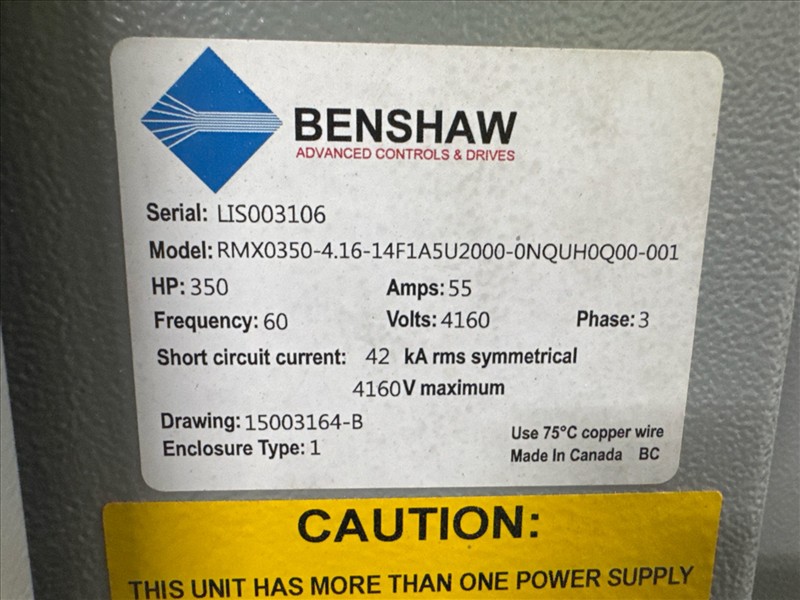 BENSHAW
ADVANCED CONTROLS & DRIVES
Serial: LIS003106
Model: RMX0350-4.16-14F1A5U2000-0NQUH0Q00-001
HP: 350 Amps: 55
Frequency: 60 Volts: 4160 Phase: 3
Short circuit current: 42 kA rms symmetrical
4160V maximum
Drawing: 15003164-B
Enclosure Type: 1
Use 75°C copper wire
Made In Canada BC
CAUTION:
THIS UNIT HAS MORE THAN ONE POWER SUPPLY